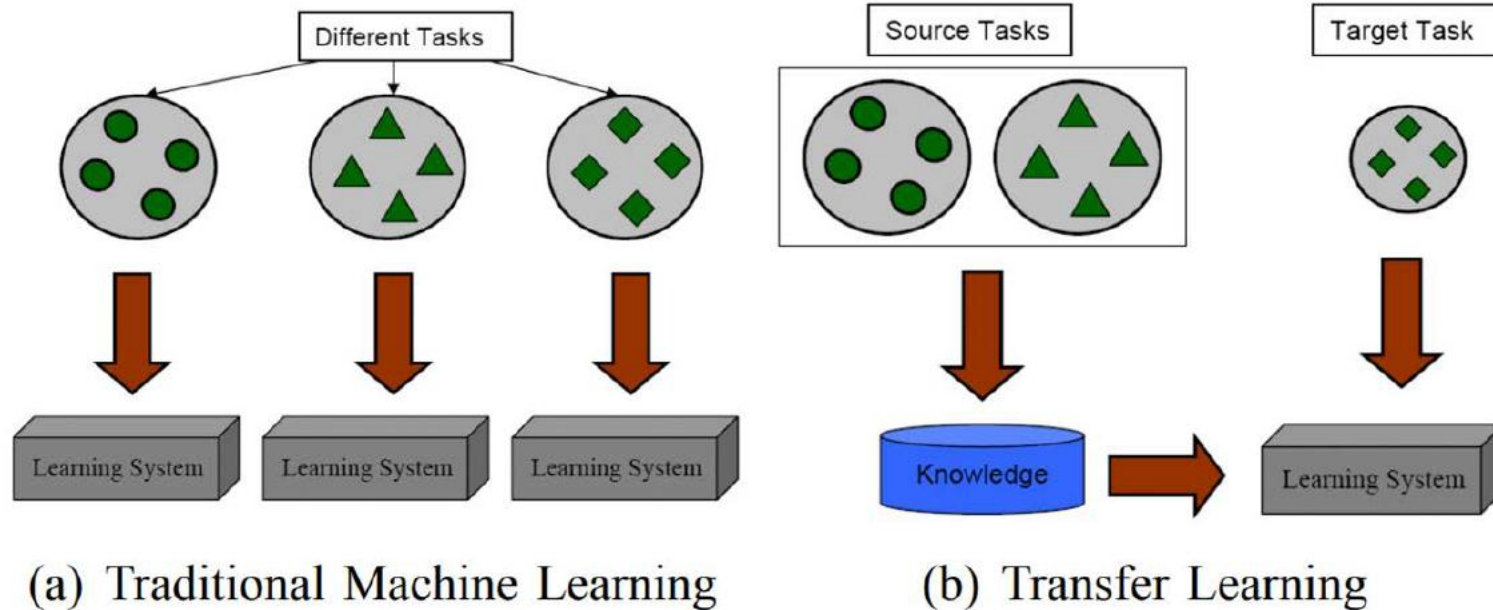 Different Tasks
Source Tasks
Target Task
Learning System
Learning System
Learning System
Knowledge
Learning System
(a) Traditional Machine Learning
(b) Transfer Learning